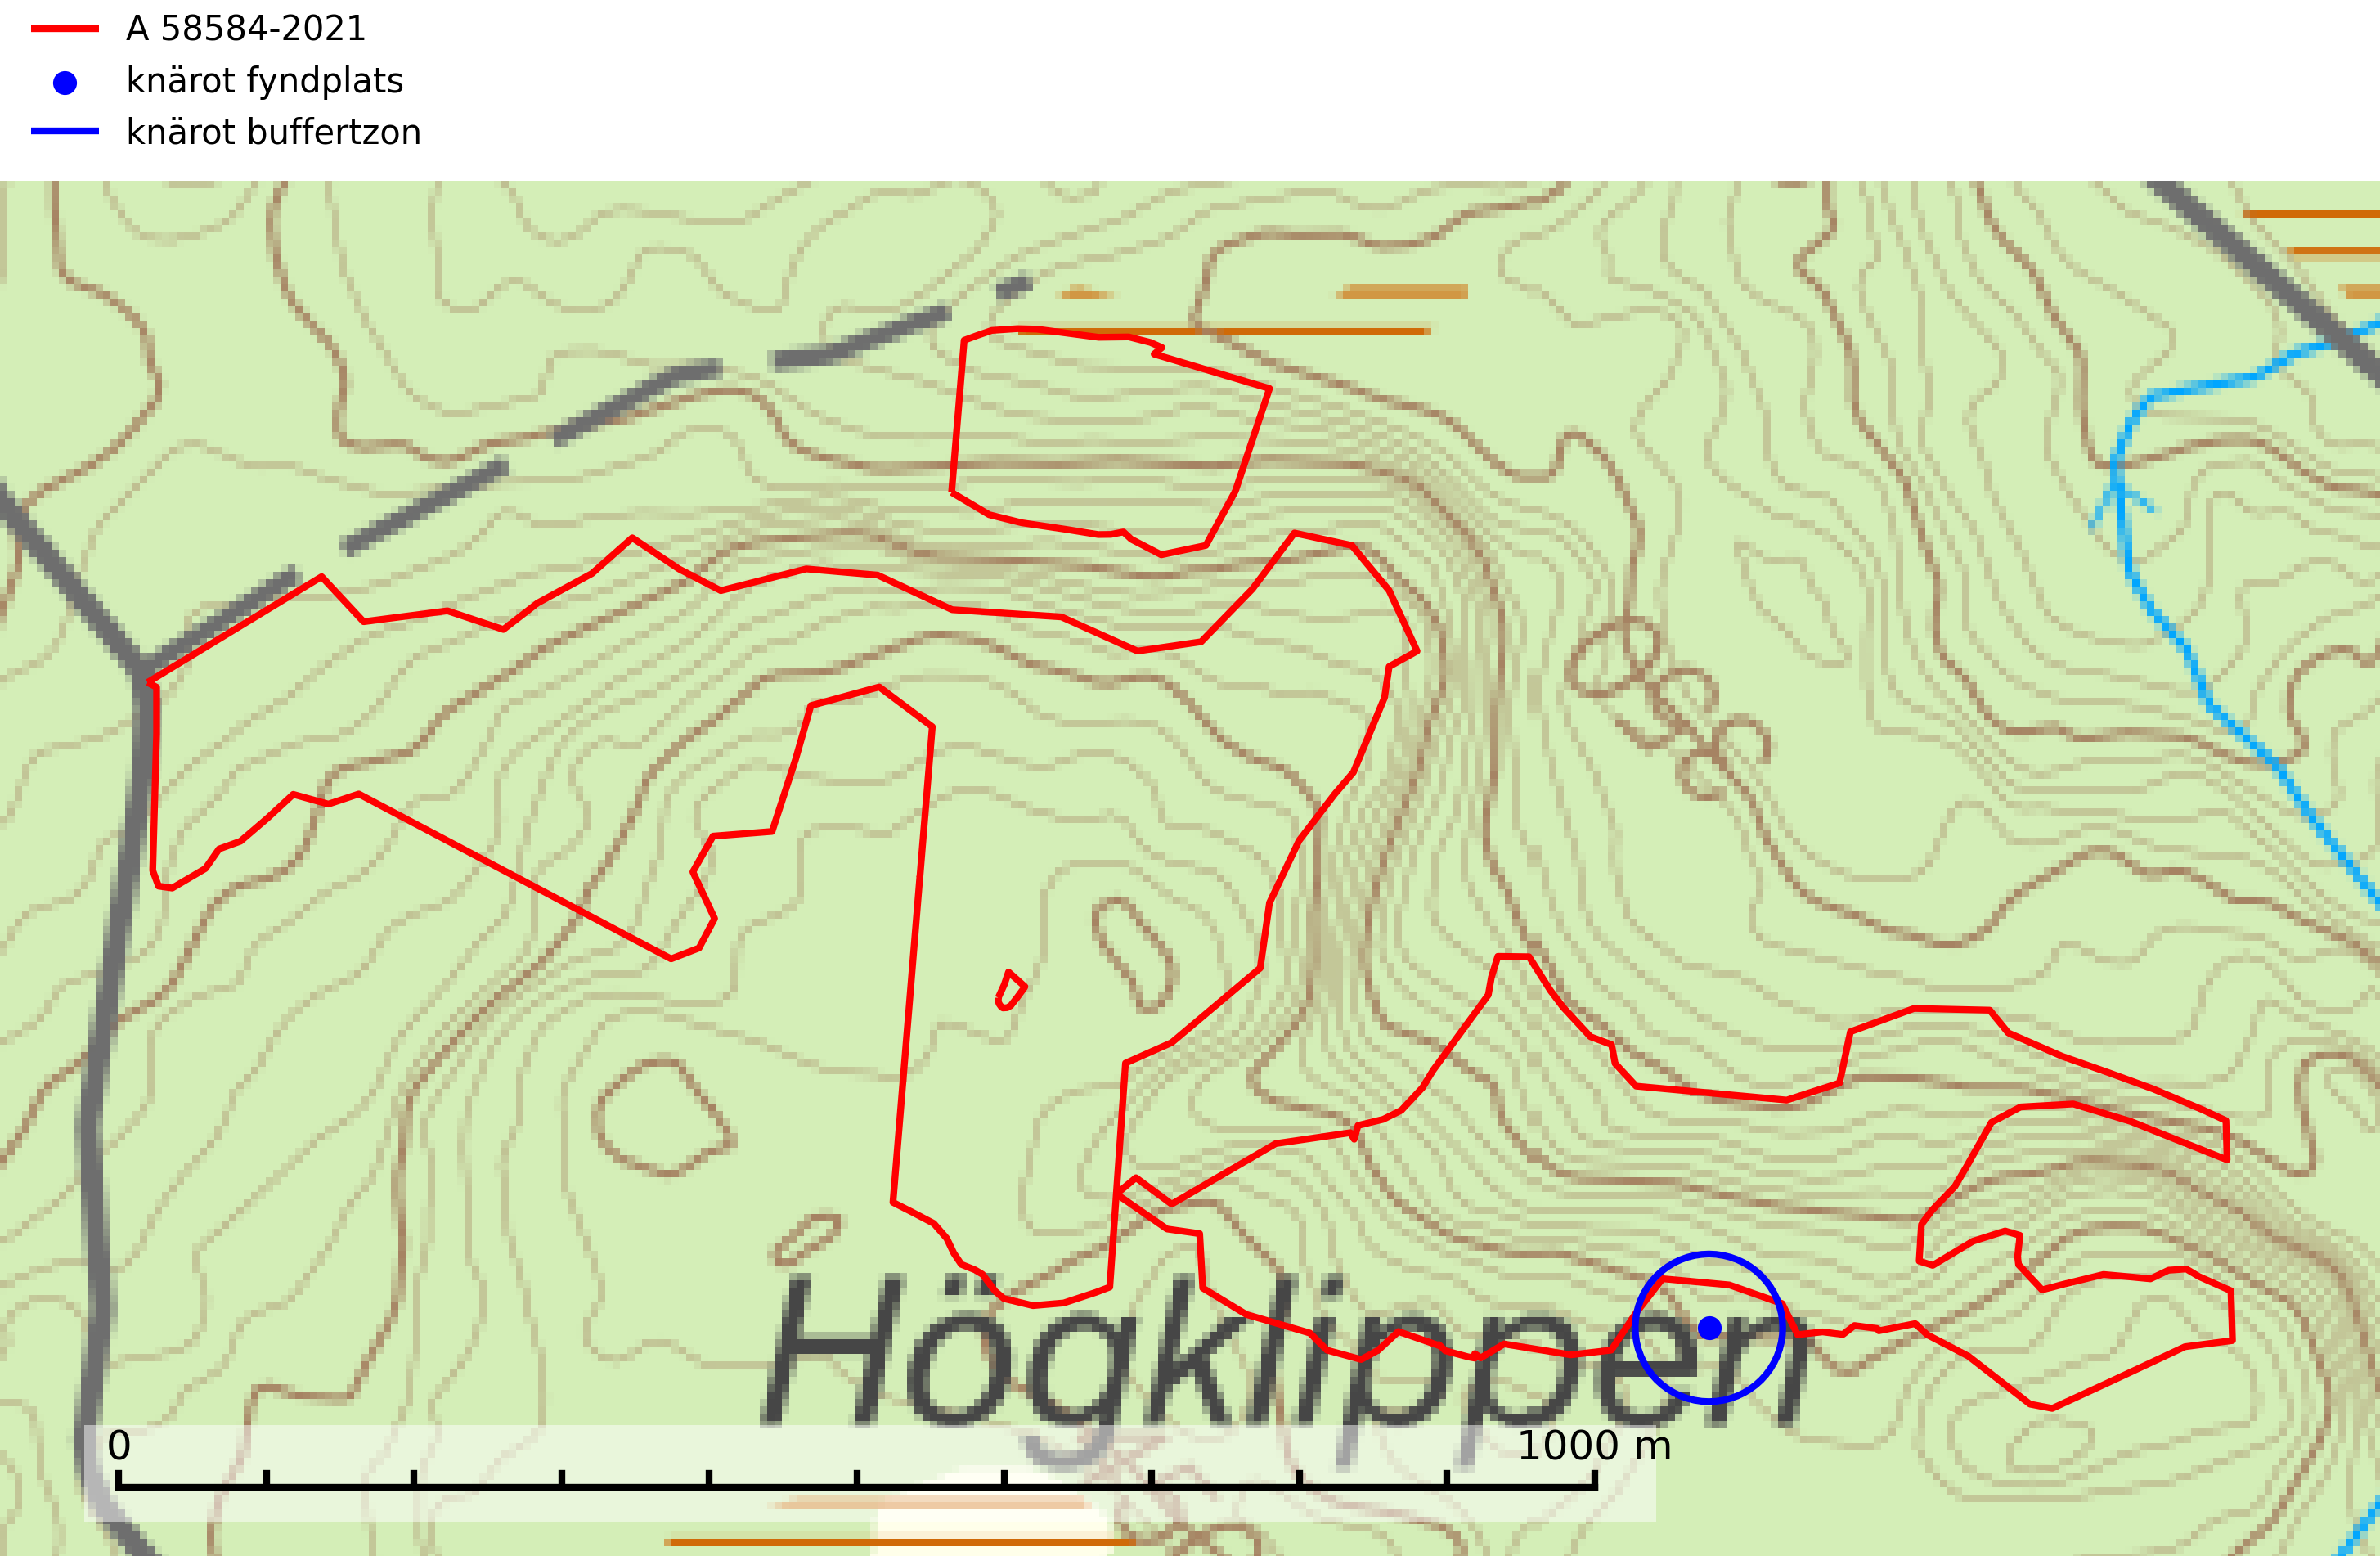 A 58584-2021
knärot fyndplats
knärot buffertzon
Högklippen
0 1000 m